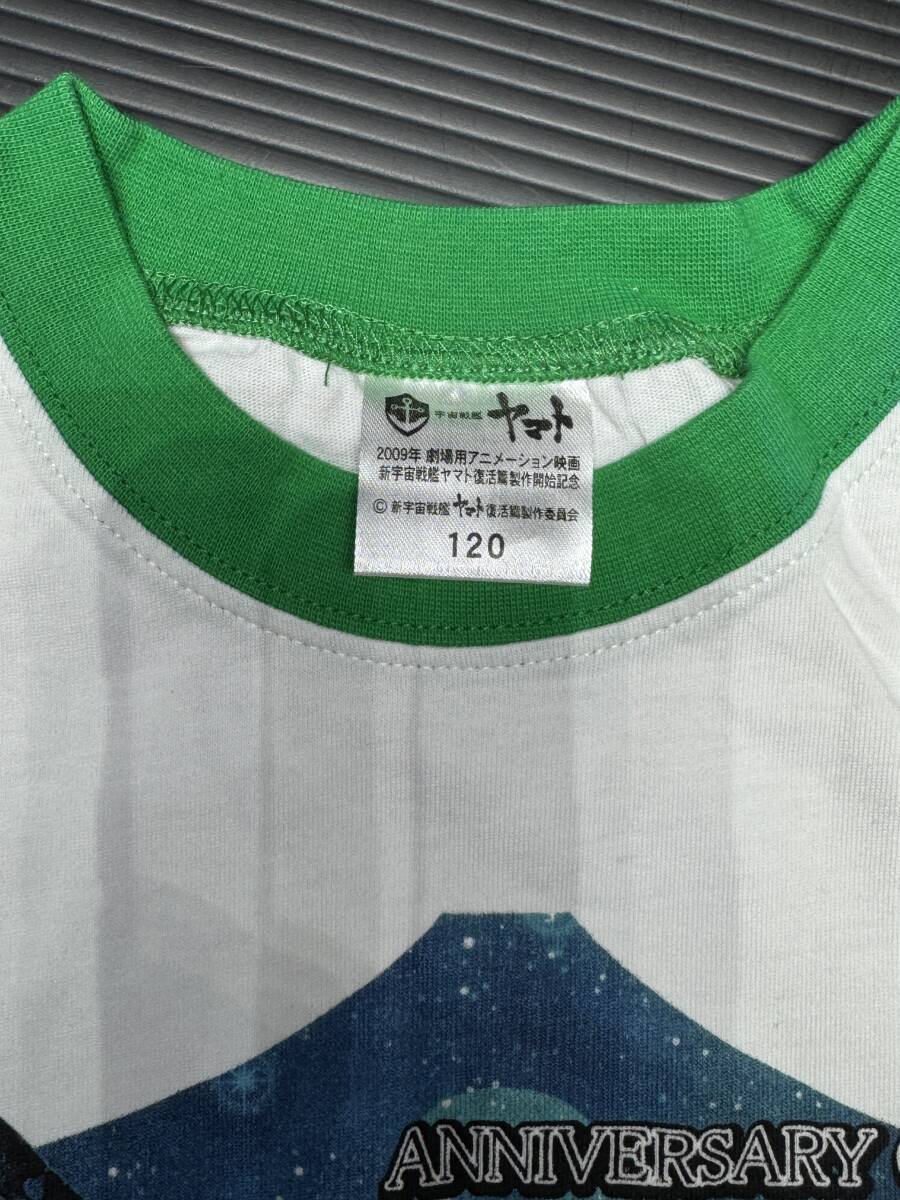 宇宙戦艦 ヤマト
2009年 劇場用アニメーション映画
新宇宙戦艦ヤマト復活篇製作開始記念
© 新宇宙戦艦 ヤマト 復活篇製作委員会
120
ANNIVERSARY